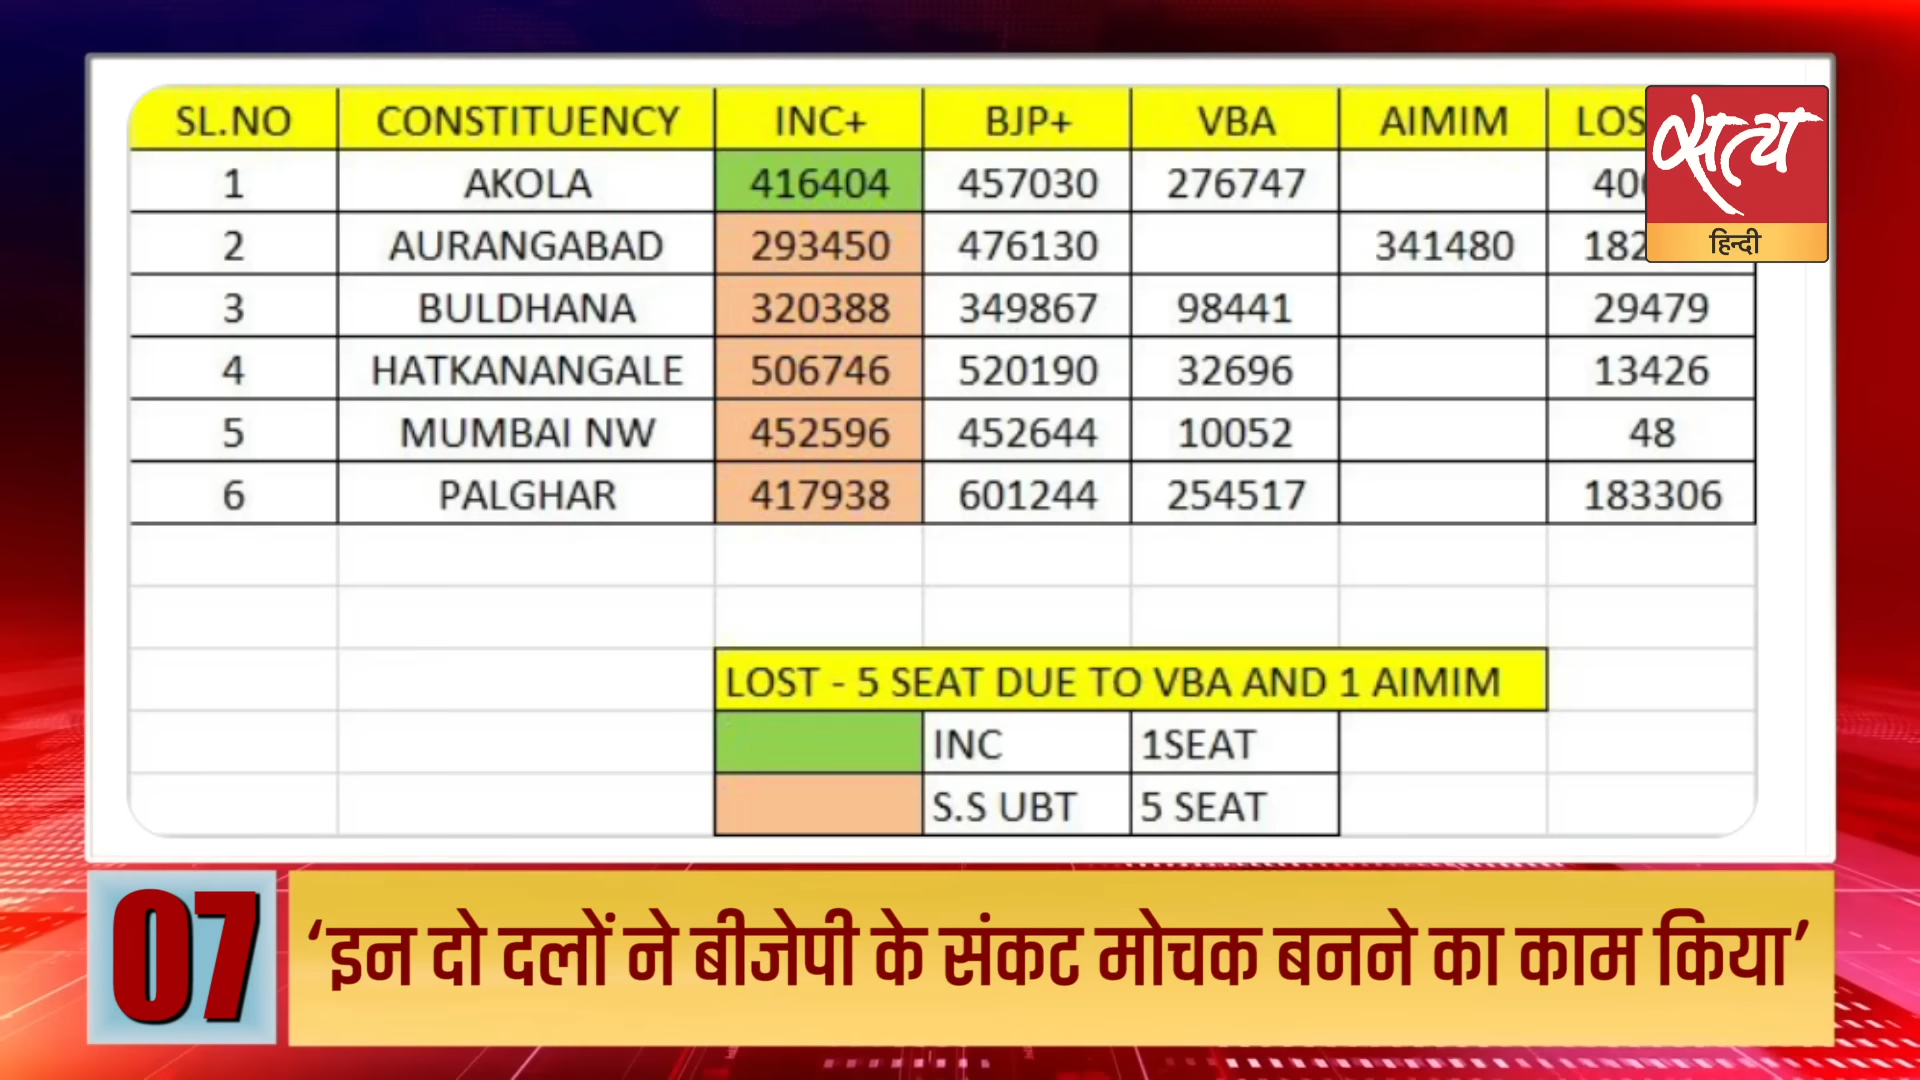 SL.NO CONSTITUENCY INC+ BJP+ VBA AIMIM
1 AKOLA 416404 457030 276747
2 AURANGABAD 293450 476130 341480
3 BULDHANA 320388 349867 98441 29479
4 HATKANANGALE 506746 520190 32696 13426
5 MUMBAI NW 452596 452644 10052 48
6 PALGHAR 417938 601244 254517 183306
LOST - 5 SEAT DUE TO VBA AND 1 AIMIM
INC 1SEAT
S.S UBT 5 SEAT
सत्य
हिन्दी
07 ‘इन दो दलों ने बीजेपी के संकट मोचक बनने का काम किया’